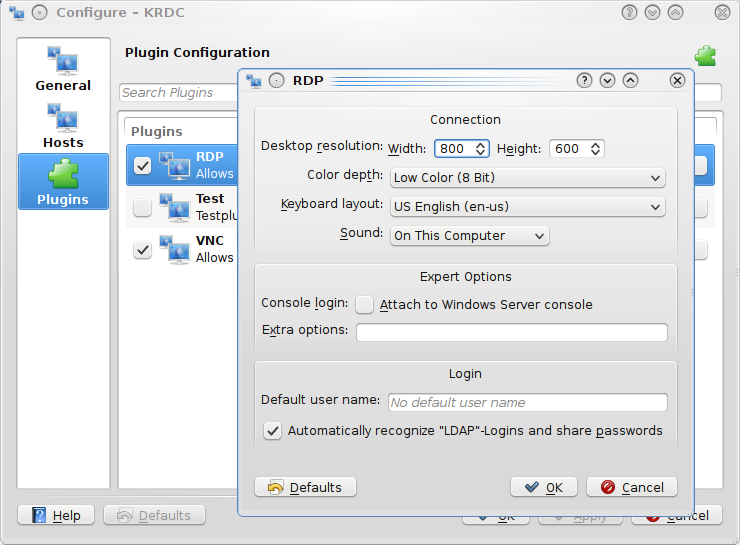 Configure – KRDC
General
Hosts
Plugins
Plugin Configuration
Search Plugins
Plugins
RDP
Allows
Test
Testplu
VNC
Allows
RDP
Connection
Desktop resolution: Width: 800 Height: 600
Color depth: Low Color (8 Bit)
Keyboard layout: US English (en-us)
Sound: On This Computer
Expert Options
Console login: Attach to Windows Server console
Extra options:
Login
Default user name: No default user name
Automatically recognize "LDAP"-Logins and share passwords
Defaults OK Cancel
Help Defaults OK Apply Cancel